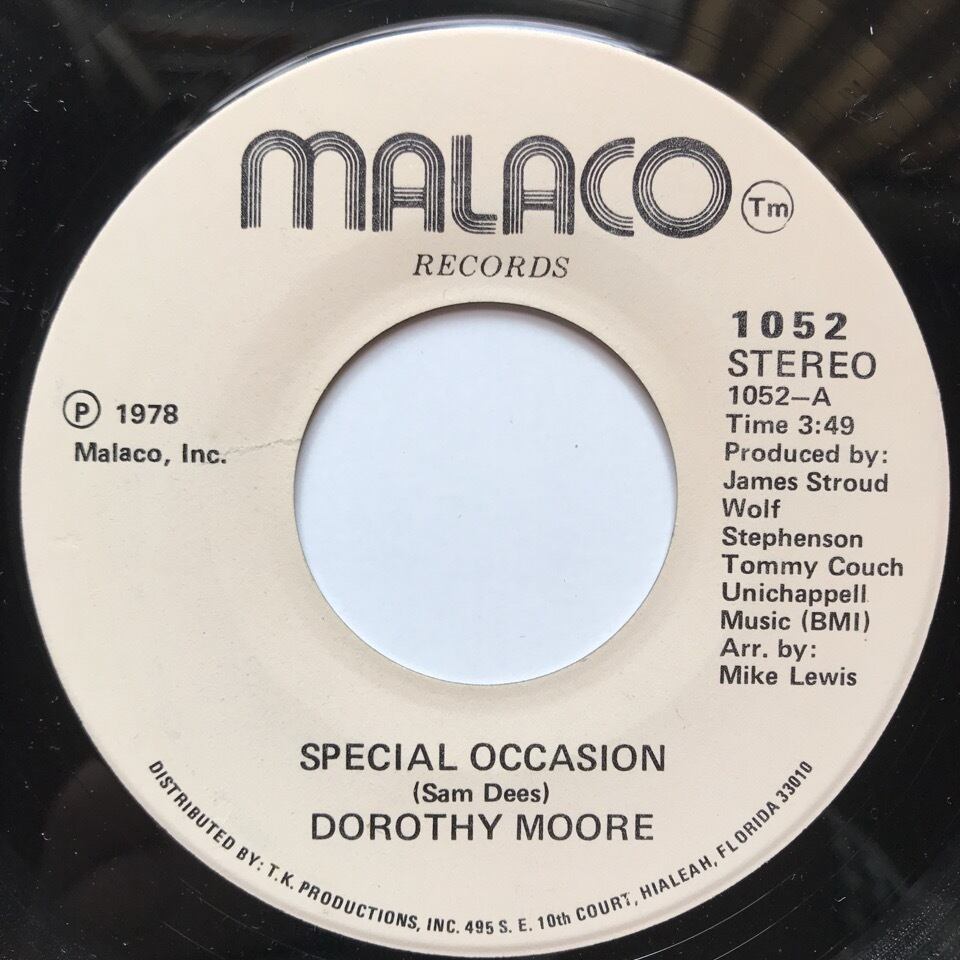 MALACO Tm
RECORDS
1052
STEREO
1052-A
Time 3:49
Produced by:
James Stroud
Wolf
Stephenson
Tommy Couch
Unichappell
Music (BMI)
Arr. by:
Mike Lewis
Ⓟ 1978
Malaco, Inc.
SPECIAL OCCASION
(Sam Dees)
DOROTHY MOORE
DISTRIBUTED BY: T.K. PRODUCTIONS, INC. 495 S. E. 10th COURT, HIALEAH, FLORIDA 33010